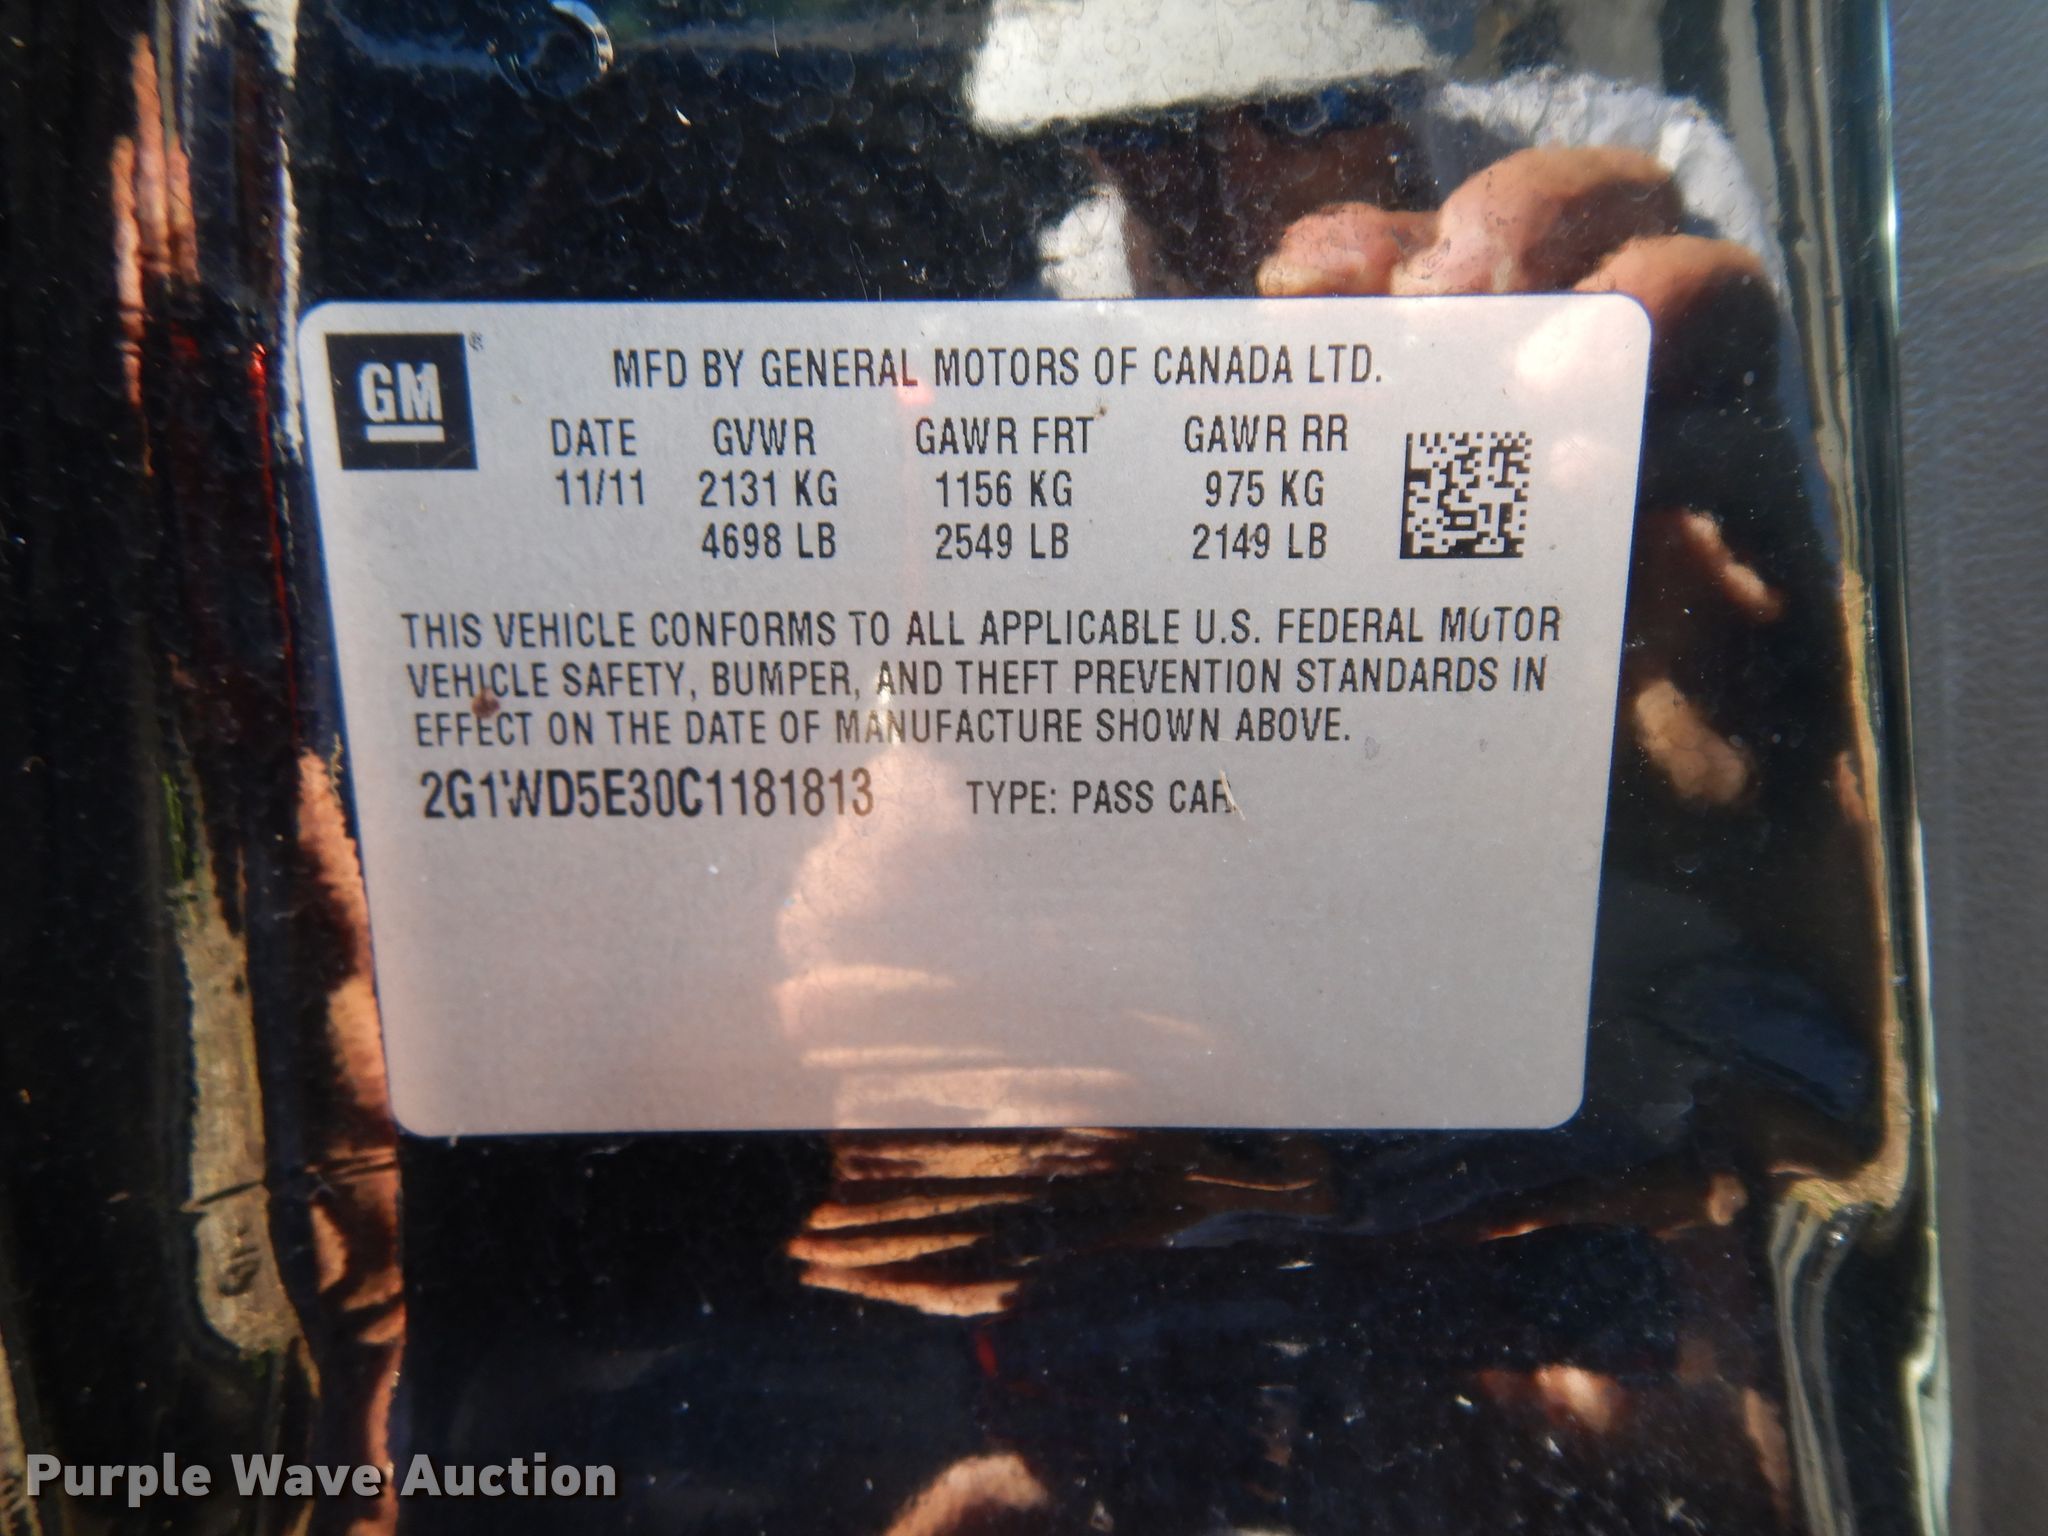 GM ®
MFD BY GENERAL MOTORS OF CANADA LTD.
DATE GVWR GAWR FRT GAWR RR
11/11 2131 KG 1156 KG 975 KG
4698 LB 2549 LB 2149 LB
THIS VEHICLE CONFORMS TO ALL APPLICABLE U.S. FEDERAL MOTOR
VEHICLE SAFETY, BUMPER, AND THEFT PREVENTION STANDARDS IN
EFFECT ON THE DATE OF MANUFACTURE SHOWN ABOVE.
2G1WD5E30C1181813 TYPE: PASS CAR
Purple Wave Auction